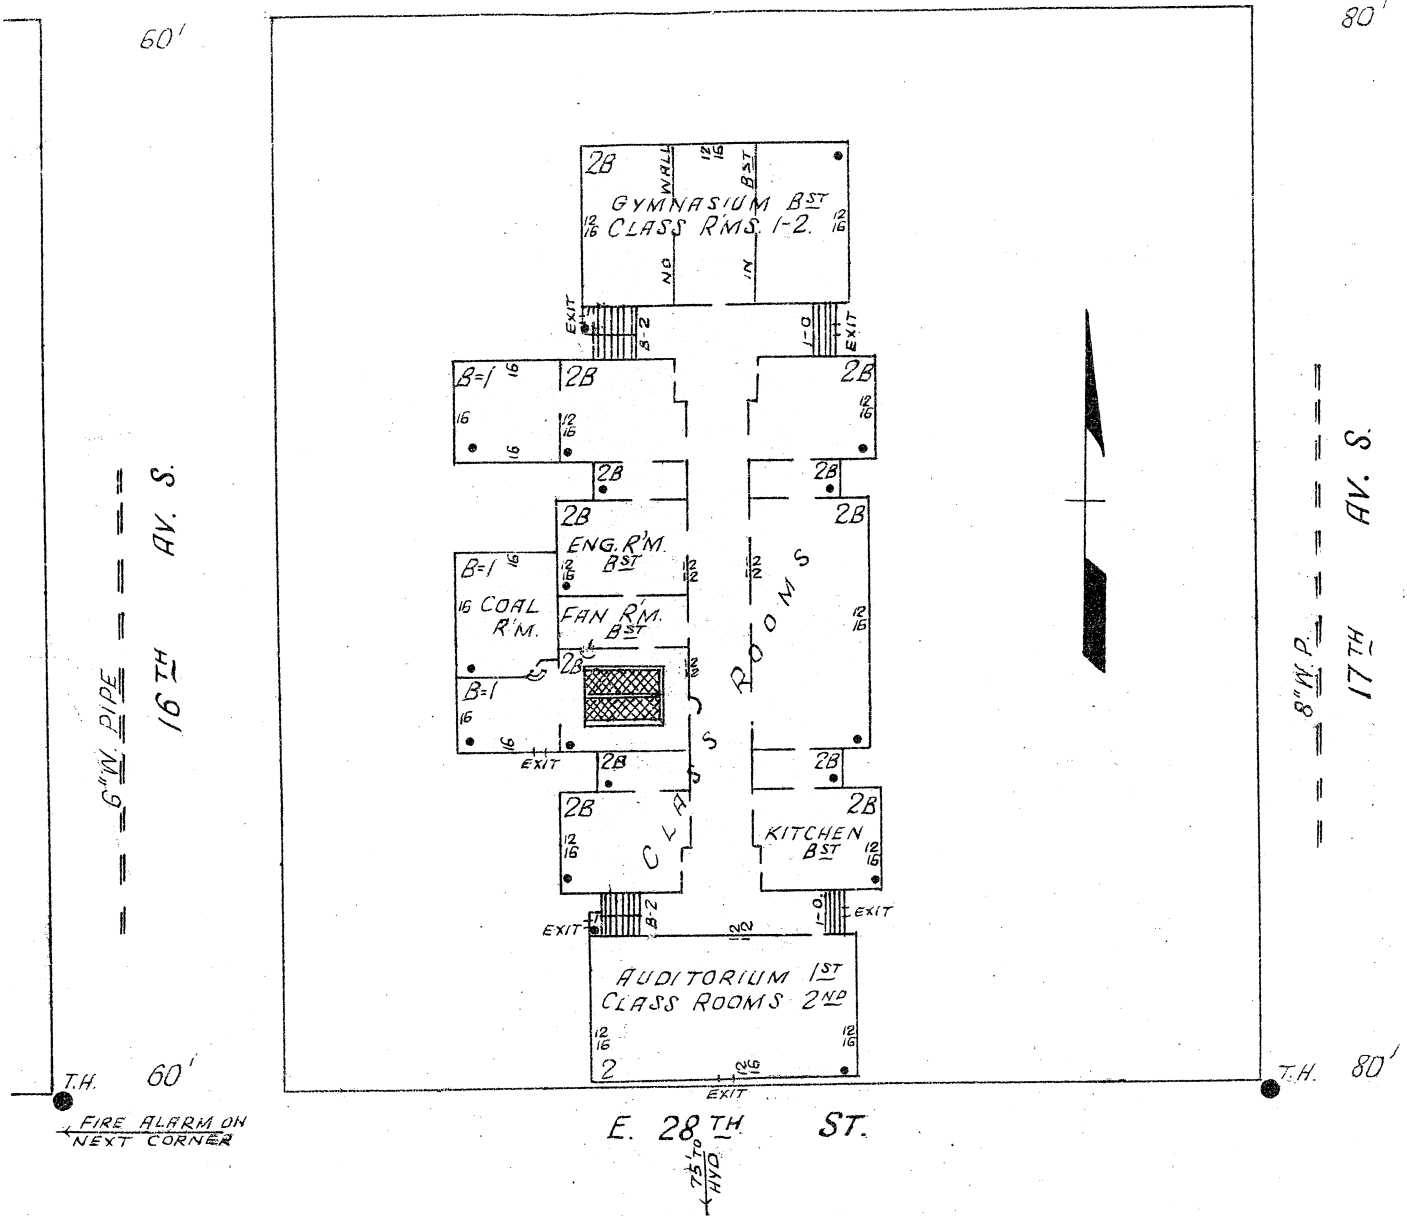 60'
80'
2B
NO WALL
12
16
IN BST
GYMNASIUM BST
CLASS R'MS. 1-2.
12
16
12
16
EXIT
B-2
1-0
EXIT
B=1
16
16
16
2B
12
16
2B
12
16
2B
2B
2B
ENG. R'M.
BST
12
16
12
12
2B
12
16
B=1
16
16 COAL
R'M.
FAN R'M.
BST
2B
12
B=1
16
16
EXIT
CLASS ROOMS
2B
2B
2B
12
16
2B
KITCHEN
BST
12
16
EXIT
B-2
1-0.
EXIT
12
12
AUDITORIUM 1ST
CLASS ROOMS 2ND
12
16
12
16
2
12
16
EXIT
6" W. PIPE
16TH AV. S.
8" W.P.
17TH AV. S.
T.H.
60'
T.H.
80'
FIRE ALARM ON
NEXT CORNER
E. 28TH ST.
75' TO
HYD.